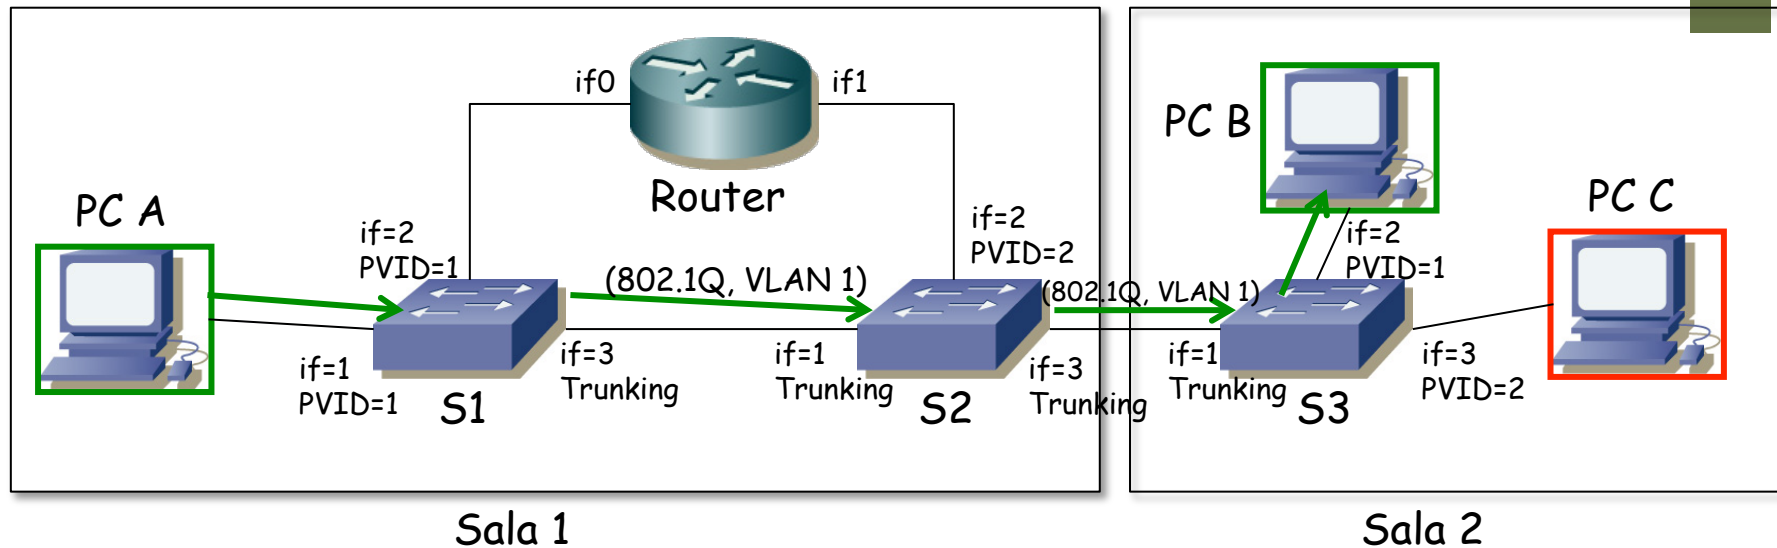 if0
if1
Router
PC A
if=2
PVID=1
(802.1Q, VLAN 1)
if=1
PVID=1
if=3
Trunking
S1
if=2
PVID=2
if=1
Trunking
S2
if=3
Trunking
(802.1Q, VLAN 1)
PC B
PC C
if=2
PVID=1
if=1
Trunking
S3
if=3
PVID=2
Sala 1
Sala 2